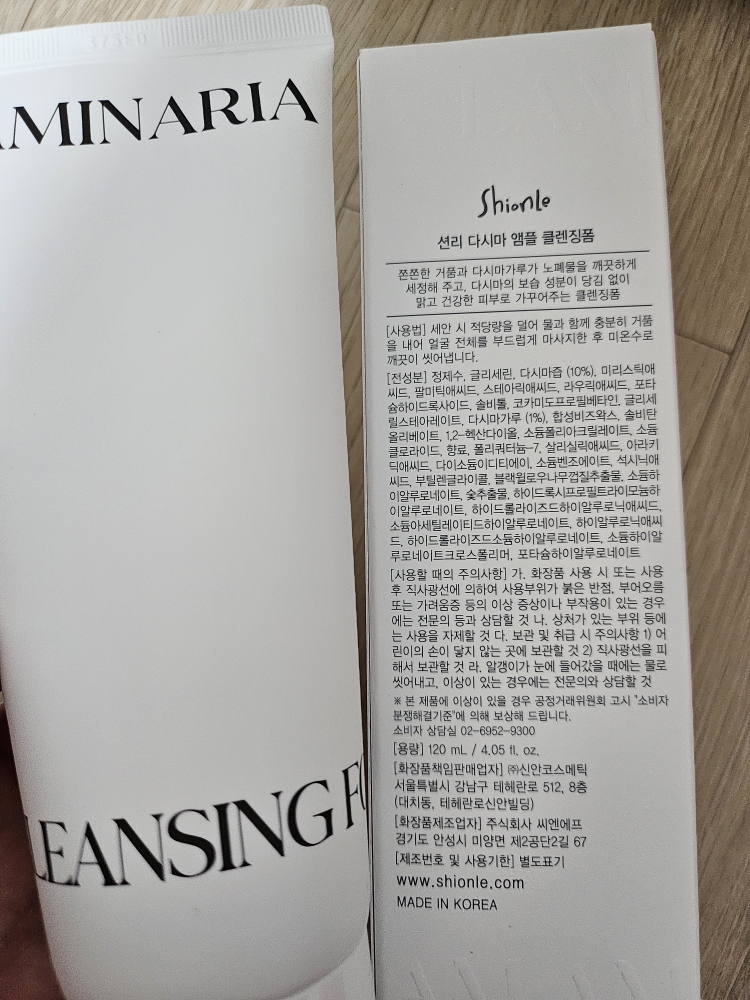 AMINARIA
LEANSING FO
Shionle
션리 다시마 앰플 클렌징폼
쫀쫀한 거품과 다시마가루가 노폐물을 깨끗하게
세정해 주고, 다시마의 보습 성분이 당김 없이
맑고 건강한 피부로 가꾸어주는 클렌징폼
[사용법] 세안 시 적당량을 덜어 물과 함께 충분히 거품
을 내어 얼굴 전체를 부드럽게 마사지한 후 미온수로
깨끗이 씻어냅니다.
[전성분] 정제수, 글리세린, 다시마즙 (10%), 미리스틱애
씨드, 팔미틱애씨드, 스테아릭애씨드, 라우릭애씨드, 포타
슘하이드록사이드, 솔비톨, 코카미도프로필베타인, 글리세
릴스테아레이트, 다시마가루 (1%), 합성비즈왁스, 솔비탄
올리베이트, 1,2-헥산다이올, 소듐폴리아크릴레이트, 소듐
클로라이드, 향료, 폴리쿼터늄-7, 살리실릭애씨드, 아라키
딕애씨드, 다이소듐이디티에이, 소듐벤조에이트, 석시닉애
씨드, 부틸렌글라이콜, 블랙윌로우나무껍질추출물, 소듐하
이알루로네이트, 숯추출물, 하이드록시프로필트라이모늄하
이알루로네이트, 하이드롤라이즈드하이알루로닉애씨드,
소듐아세틸레이티드하이알루로네이트, 하이알루로닉애씨
드, 하이드롤라이즈드소듐하이알루로네이트, 소듐하이알
루로네이트크로스폴리머, 포타슘하이알루로네이트
[사용할 때의 주의사항] 가. 화장품 사용 시 또는 사용
후 직사광선에 의하여 사용부위가 붉은 반점, 부어오름
또는 가려움증 등의 이상 증상이나 부작용이 있는 경우
에는 전문의 등과 상담할 것 나. 상처가 있는 부위 등에
는 사용을 자제할 것 다. 보관 및 취급 시 주의사항 1) 어
린이의 손이 닿지 않는 곳에 보관할 것 2) 직사광선을 피
해서 보관할 것 라. 알갱이가 눈에 들어갔을 때에는 물로
씻어내고, 이상이 있는 경우에는 전문의와 상담할 것
※ 본 제품에 이상이 있을 경우 공정거래위원회 고시 "소비자
분쟁해결기준"에 의해 보상해 드립니다.
소비자 상담실 02-6952-9300
[용량] 120 mL / 4.05 fl. oz.
[화장품책임판매업자] ㈜신안코스메틱
서울특별시 강남구 테헤란로 512, 8층
(대치동, 테헤란로신안빌딩)
[화장품제조업자] 주식회사 씨엔에프
경기도 안성시 미양면 제2공단2길 67
[제조번호 및 사용기한] 별도표기
www.shionle.com
MADE IN KOREA